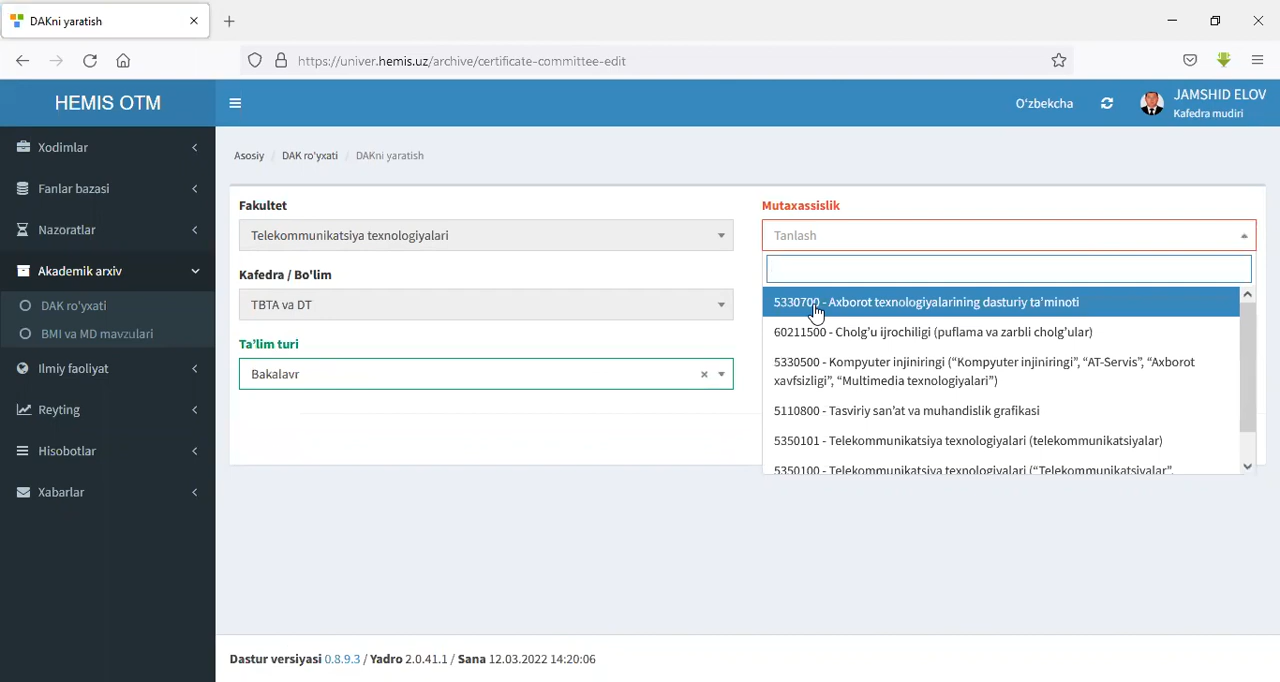 DAKni yaratish
https://univer.hemis.uz/archive/certificate-committee-edit
HEMIS OTM
O'zbekcha
JAMSHID ELOV
Kafedra mudiri
Xodimlar
Fanlar bazasi
Nazoratlar
Akademik arxiv
DAK ro'yxati
BMI va MD mavzulari
Ilmiy faoliyat
Reyting
Hisobotlar
Xabarlar
Asosiy / DAK ro'yxati / DAKni yaratish
Fakultet
Telekommunikatsiya texnologiyalari
Kafedra / Bo'lim
TBTA va DT
Ta’lim turi
Bakalavr
Mutaxassislik
Tanlash
5330700 - Axborot texnologiyalarining dasturiy ta’minoti
60211500 - Cholg’u ijrochiligi (puflama va zarbli cholg’ular)
5330500 - Kompyuter injiniringi (“Kompyuter injiniringi”, “AT-Servis”, “Axborot
xavfsizligi”, “Multimedia texnologiyalari”)
5110800 - Tasviriy san’at va muhandislik grafikasi
5350101 - Telekommunikatsiya texnologiyalari (telekommunikatsiyalar)
5350100 - Telekommunikatsiya texnologiyalari (“Telekommunikatsiyalar”,
Dastur versiyasi 0.8.9.3 / Yadro 2.0.41.1 / Sana 12.03.2022 14:20:06